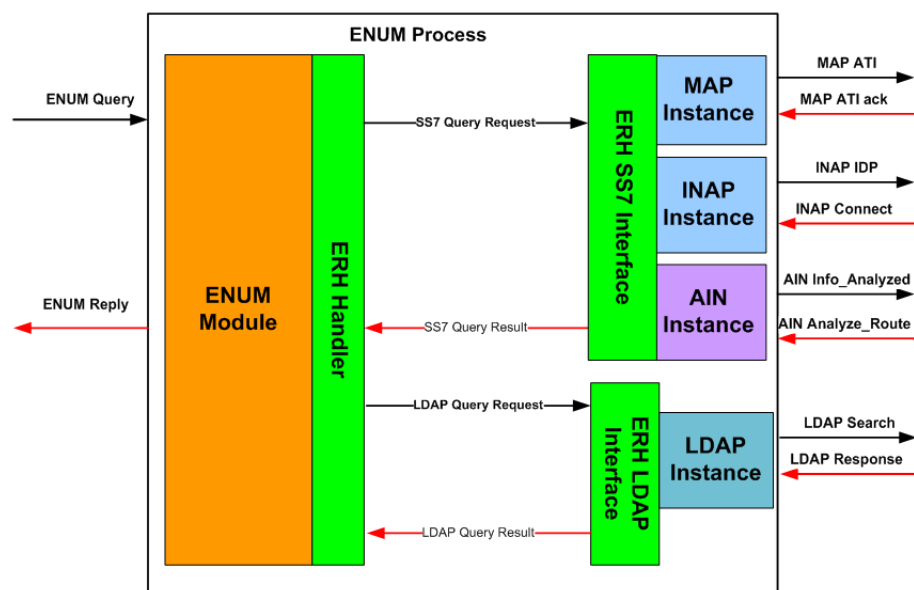 ENUM Process
ENUM Query
ENUM Reply
ENUM
Module
ERH Handler
SS7 Query Request
SS7 Query Result
LDAP Query Request
LDAP Query Result
ERH SS7 Interface
MAP
Instance
INAP
Instance
AIN
Instance
ERH LDAP
Interface
LDAP
Instance
MAP ATI
MAP ATI ack
INAP IDP
INAP Connect
AIN Info_Analyzed
AIN Analyze_Route
LDAP Search
LDAP Response